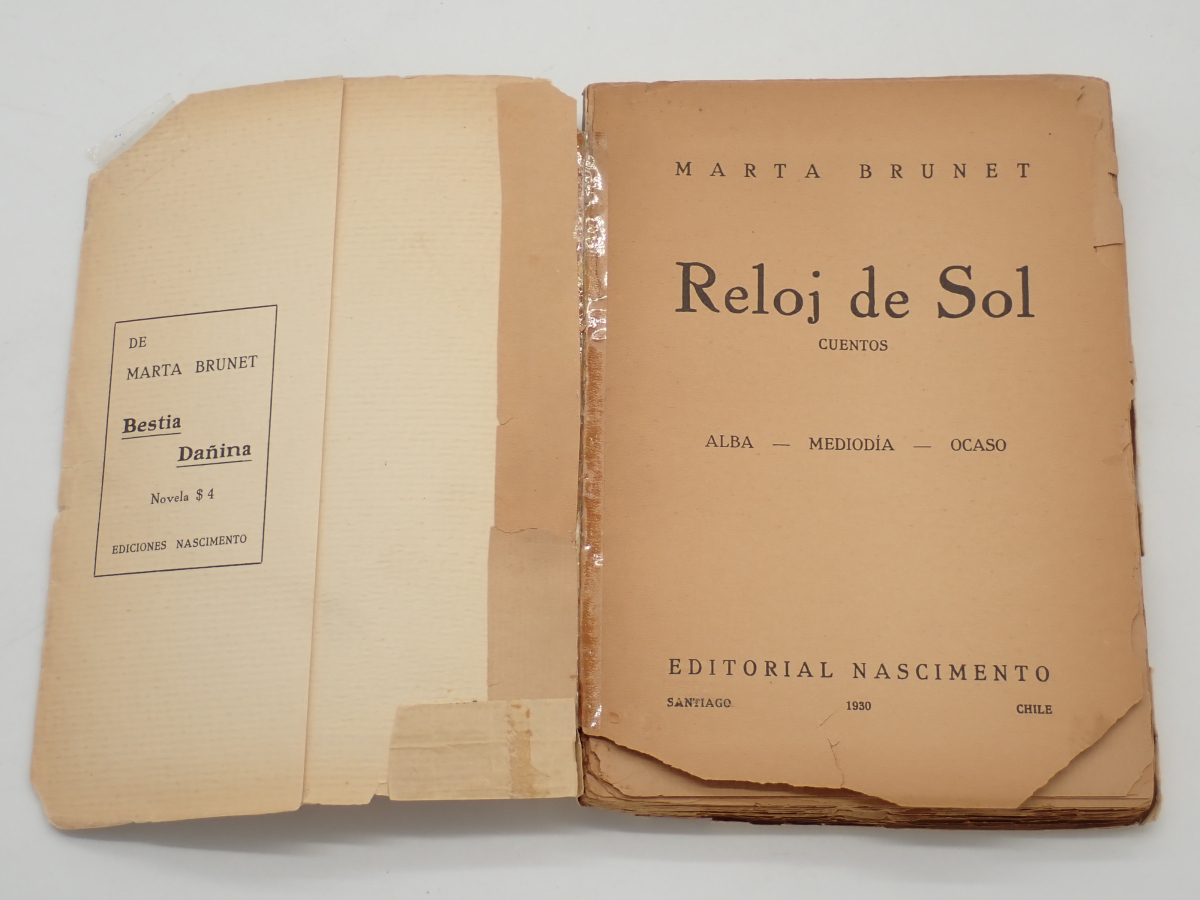 DE
MARTA BRUNET
Bestia
Dañina
Novela $ 4
EDICIONES NASCIMENTO
MARTA BRUNET
Reloj de Sol
CUENTOS
ALBA — MEDIODÍA — OCASO
EDITORIAL NASCIMENTO
SANTIAGO 1930 CHILE